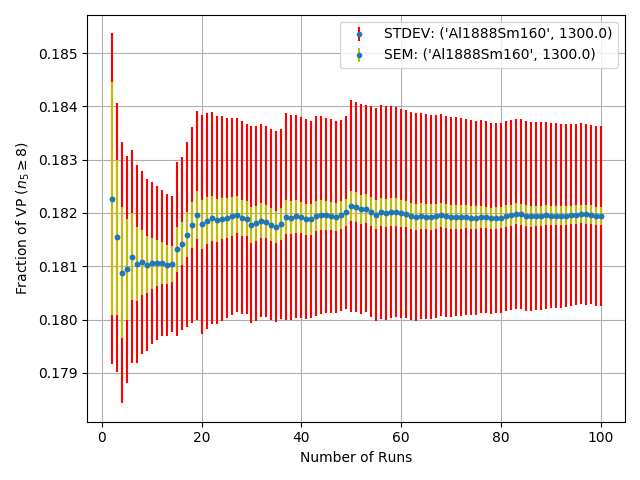 STDEV: ('Al1888Sm160', 1300.0)
SEM: ('Al1888Sm160', 1300.0)
0.185
0.184
0.183
0.182
0.181
0.180
0.179
Fraction of VP (n₅ ≥ 8)
0 20 40 60 80 100
Number of Runs